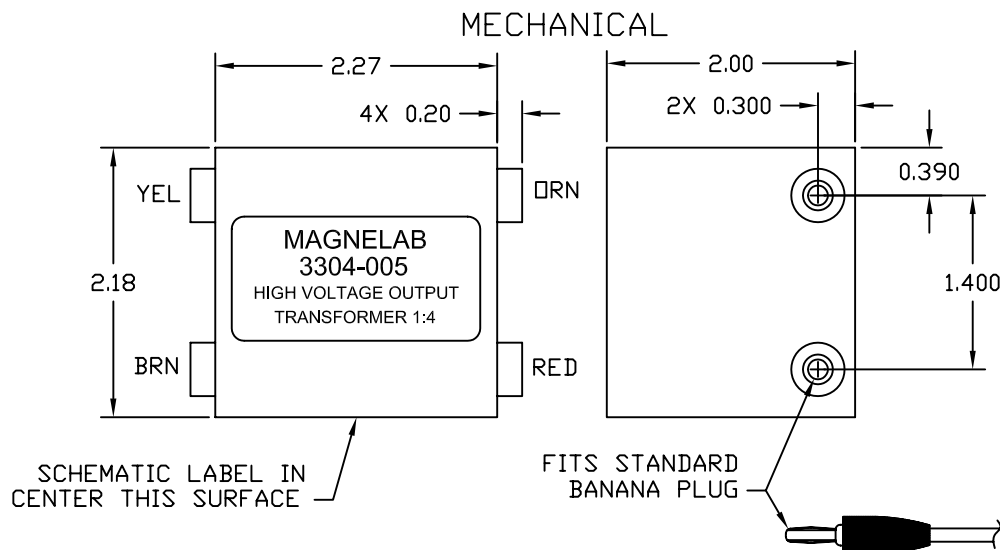 MECHANICAL
2.27
2.00
4X 0.20
2X 0.300
0.390
YEL
ORN
MAGNELAB
3304-005
HIGH VOLTAGE OUTPUT
TRANSFORMER 1:4
2.18
1.400
BRN
RED
SCHEMATIC LABEL IN
CENTER THIS SURFACE
FITS STANDARD
BANANA PLUG